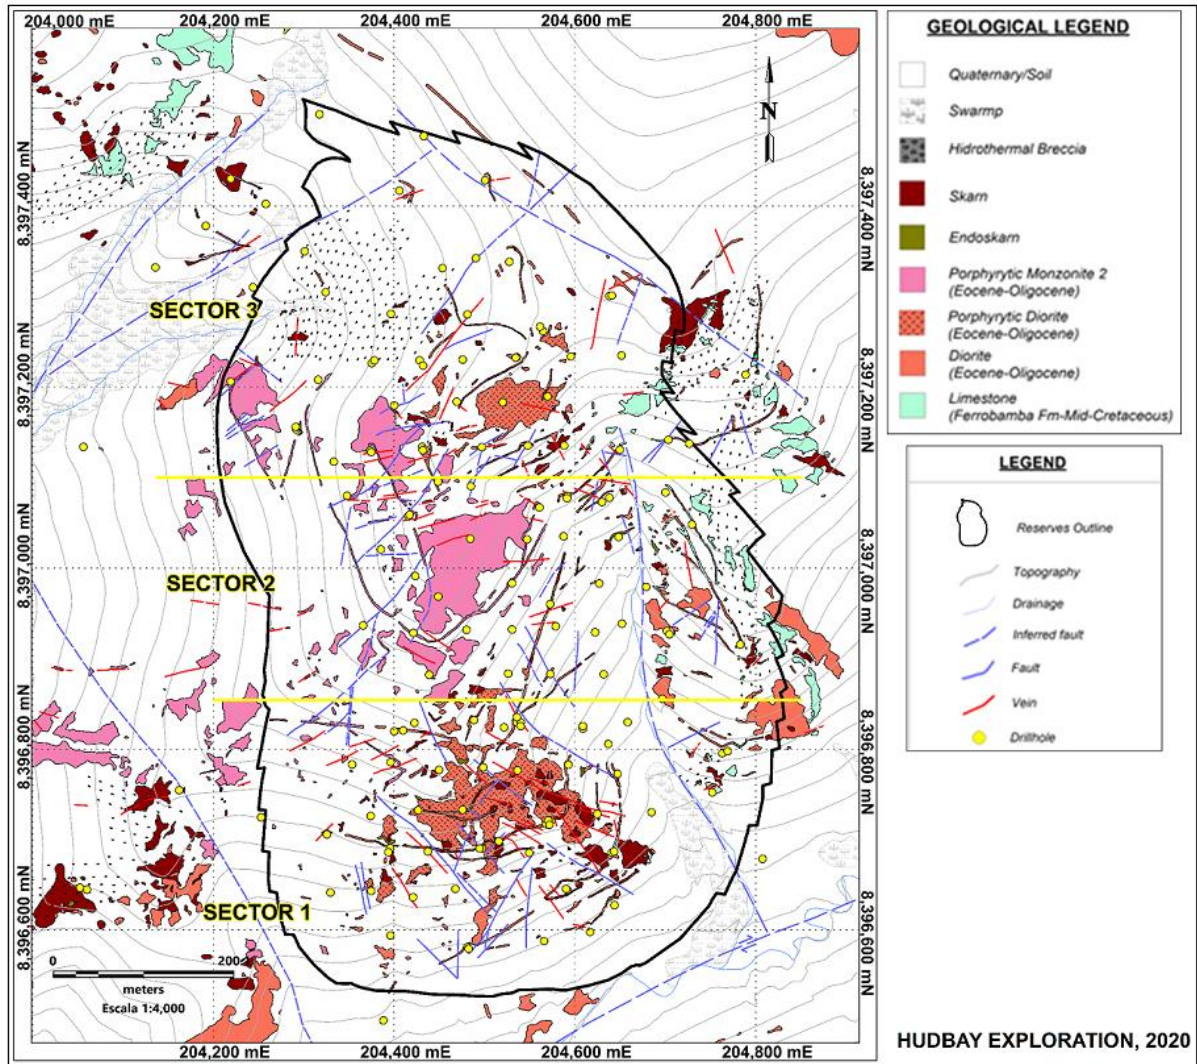 204,000 mE 204,200 mE 204,400 mE 204,600 mE 204,800 mE
8,397,400 mN
8,397,200 mN
8,397,000 mN
8,396,800 mN
8,396,600 mN
N
SECTOR 3
SECTOR 2
SECTOR 1
0 200
meters
Escala 1:4,000
8,397,400 mN
8,397,200 mN
8,397,000 mN
8,396,800 mN
8,396,600 mN
204,200 mE 204,400 mE 204,600 mE 204,800 mE
GEOLOGICAL LEGEND
Quaternary/Soil
Swarmp
Hidrothermal Breccia
Skarn
Endoskarn
Porphyrytic Monzonite 2
(Eocene-Oligocene)
Porphyrytic Diorite
(Eocene-Oligocene)
Diorite
(Eocene-Oligocene)
Limestone
(Ferrobamba Fm-Mid-Cretaceous)
LEGEND
Reserves Outline
Topography
Drainage
Inferred fault
Fault
Vein
Drillhole
HUDBAY EXPLORATION, 2020